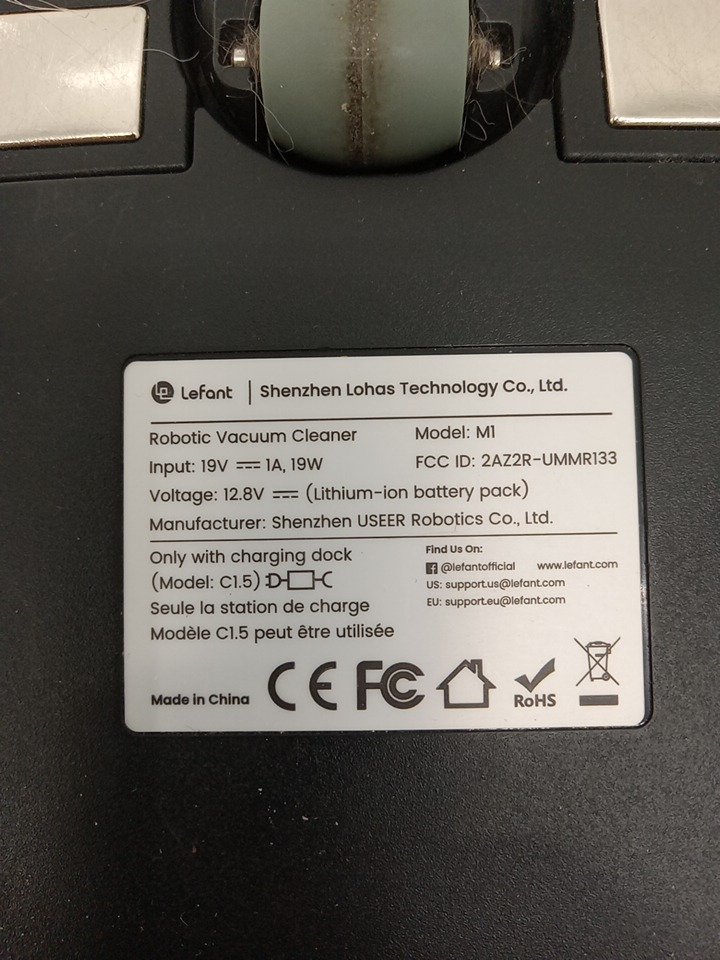 Lefant | Shenzhen Lohas Technology Co., Ltd.
Robotic Vacuum Cleaner
Model: M1
Input: 19V ⎓ 1A, 19W
FCC ID: 2AZ2R-UMMR133
Voltage: 12.8V ⎓ (Lithium-ion battery pack)
Manufacturer: Shenzhen USEER Robotics Co., Ltd.
Only with charging dock
(Model: C1.5)
Seule la station de charge
Modèle C1.5 peut être utilisée
Find Us On:
@lefantofficial www.lefant.com
US: support.us@lefant.com
EU: support.eu@lefant.com
Made in China
CE FC RoHS